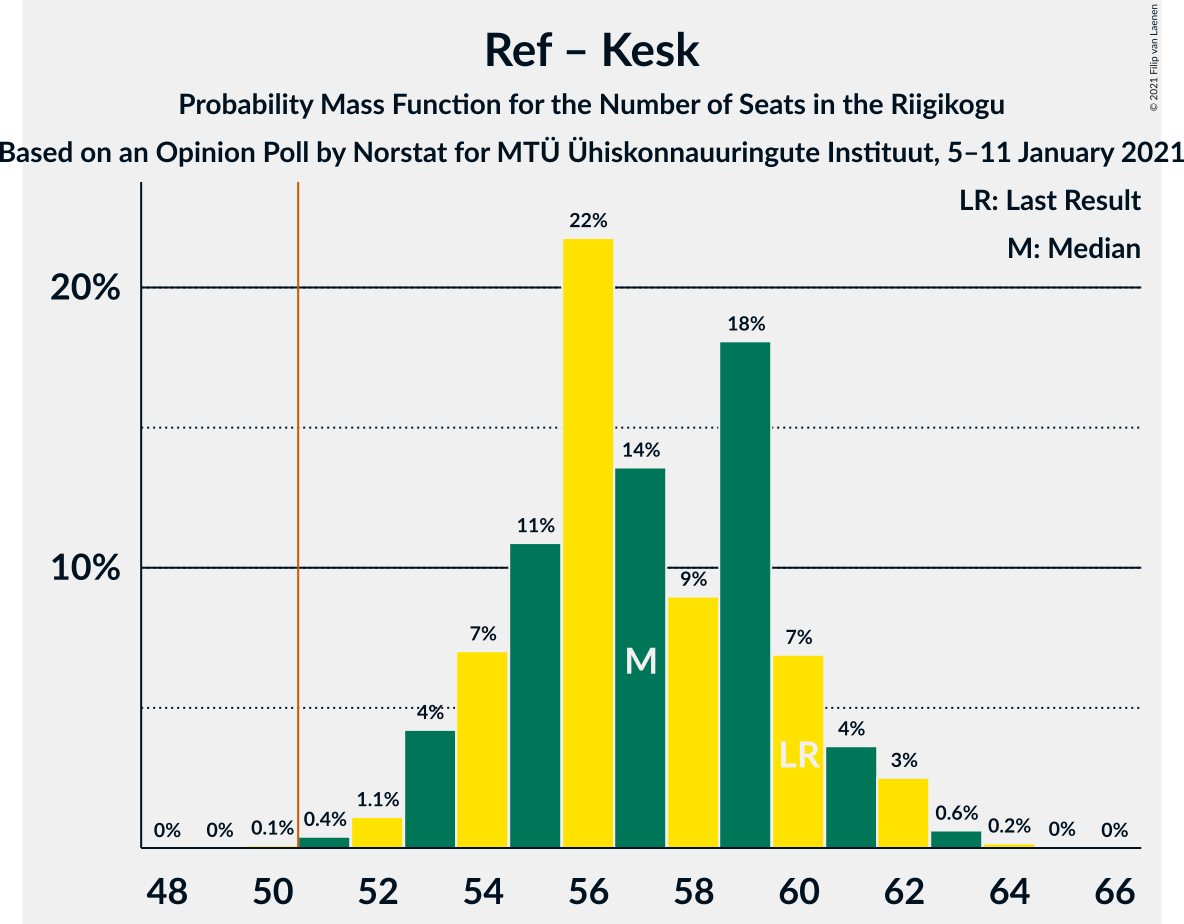 Ref – Kesk
Probability Mass Function for the Number of Seats in the Riigikogu
Based on an Opinion Poll by Norstat for MTÜ Ühiskonnauuringute Instituut, 5–11 January 2021
© 2021 Filip van Laenen
LR: Last Result
M: Median
20%
10%
0%
0%
0.1%
0.4%
1.1%
4%
7%
11%
22%
14%
9%
18%
7%
4%
3%
0.6%
0.2%
0%
0%
M
LR
48 50 52 54 56 58 60 62 64 66